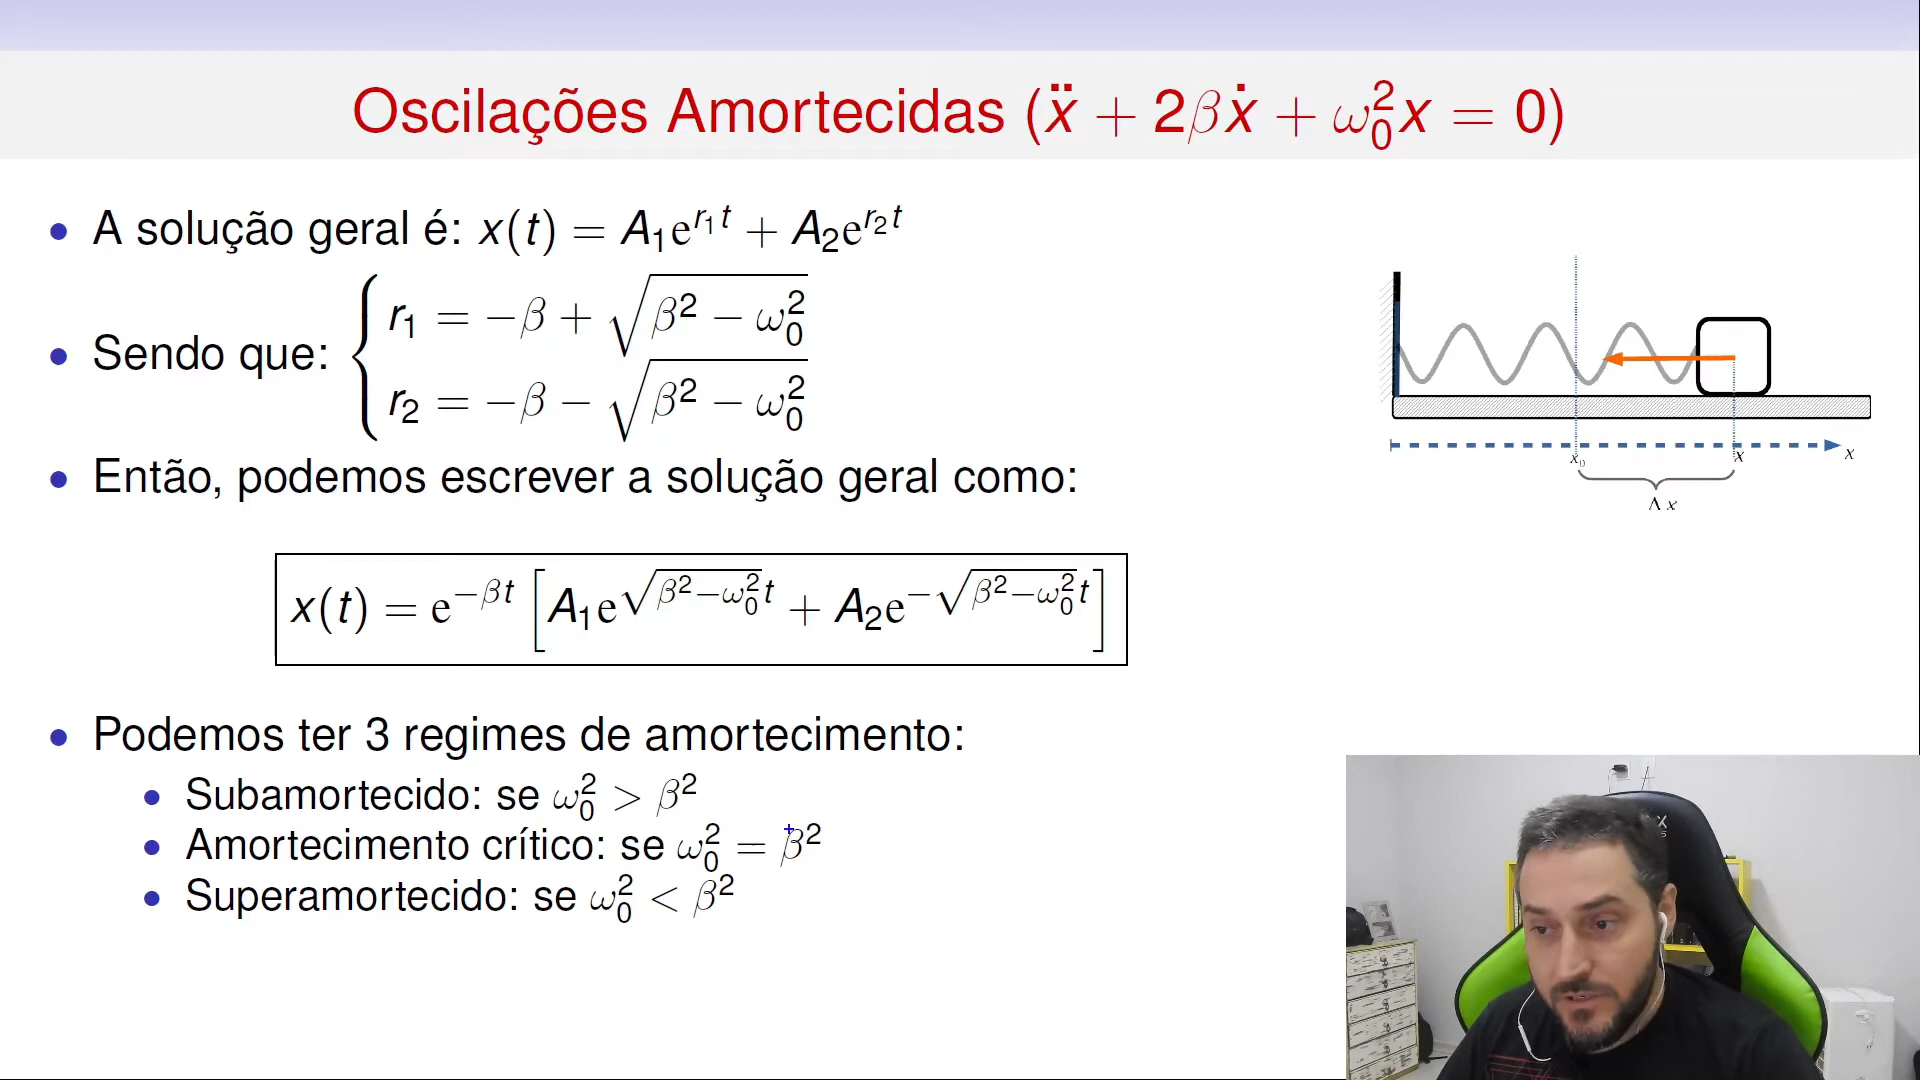 Oscilações Amortecidas (ẍ + 2βẋ + ω₀²x = 0)
• A solução geral é: x(t) = A₁e^{r₁t} + A₂e^{r₂t}
• Sendo que: { r₁ = −β + √(β² − ω₀²)
r₂ = −β − √(β² − ω₀²)
• Então, podemos escrever a solução geral como:
x(t) = e^{−βt} [A₁e^{√(β²−ω₀²)t} + A₂e^{−√(β²−ω₀²)t}]
• Podemos ter 3 regimes de amortecimento:
• Subamortecido: se ω₀² > β²
• Amortecimento crítico: se ω₀² = β²
• Superamortecido: se ω₀² < β²
x₀ x x
Δ x